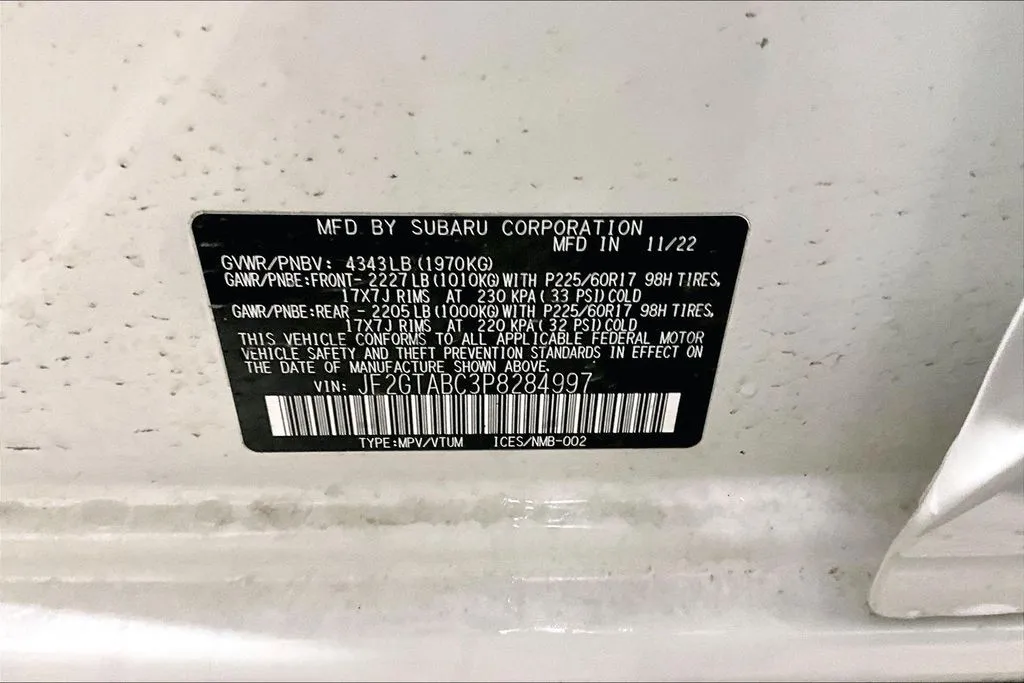 MFD BY SUBARU CORPORATION
MFD IN 11/22
GVWR/PNBV: 4343LB (1970KG)
GAWR/PNBE:FRONT- 2227LB(1010KG)WITH P225/60R17 98H TIRES,
17X7J RIMS AT 230 KPA( 33 PSI)COLD
GAWR/PNBE:REAR - 2205LB(1000KG)WITH P225/60R17 98H TIRES,
17X7J RIMS AT 220 KPA( 32 PSI)COLD
THIS VEHICLE CONFORMS TO ALL APPLICABLE FEDERAL MOTOR
VEHICLE SAFETY AND THEFT PREVENTION STANDARDS IN EFFECT ON
THE DATE OF MANUFACTURE SHOWN ABOVE.
VIN: JF2GTABC3P8284997
TYPE:MPV/VTUM ICES/NMB-002